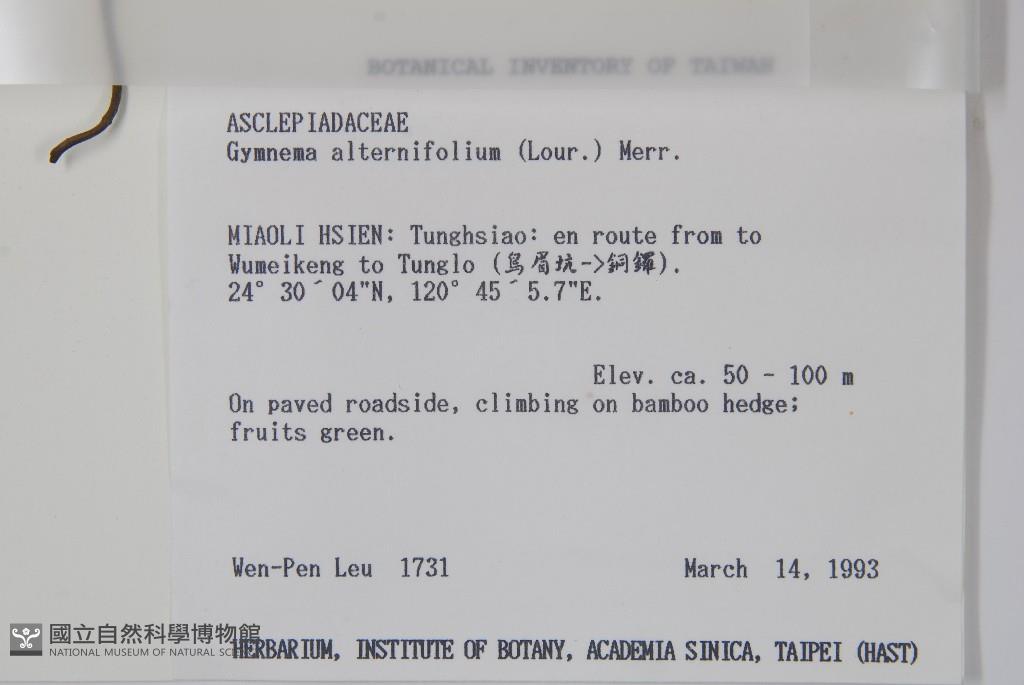 BOTANICAL INVENTORY OF TAIWAN
ASCLEPIADACEAE
Gymnema alternifolium (Lour.) Merr.
MIAOLI HSIEN: Tunghsiao: en route from to
Wumeikeng to Tunglo (烏眉坑->銅鑼).
24° 30´04"N, 120° 45´5.7"E.
Elev. ca. 50 - 100 m
On paved roadside, climbing on bamboo hedge;
fruits green.
Wen-Pen Leu 1731 March 14, 1993
HERBARIUM, INSTITUTE OF BOTANY, ACADEMIA SINICA, TAIPEI (HAST)
國立自然科學博物館
NATIONAL MUSEUM OF NATURAL